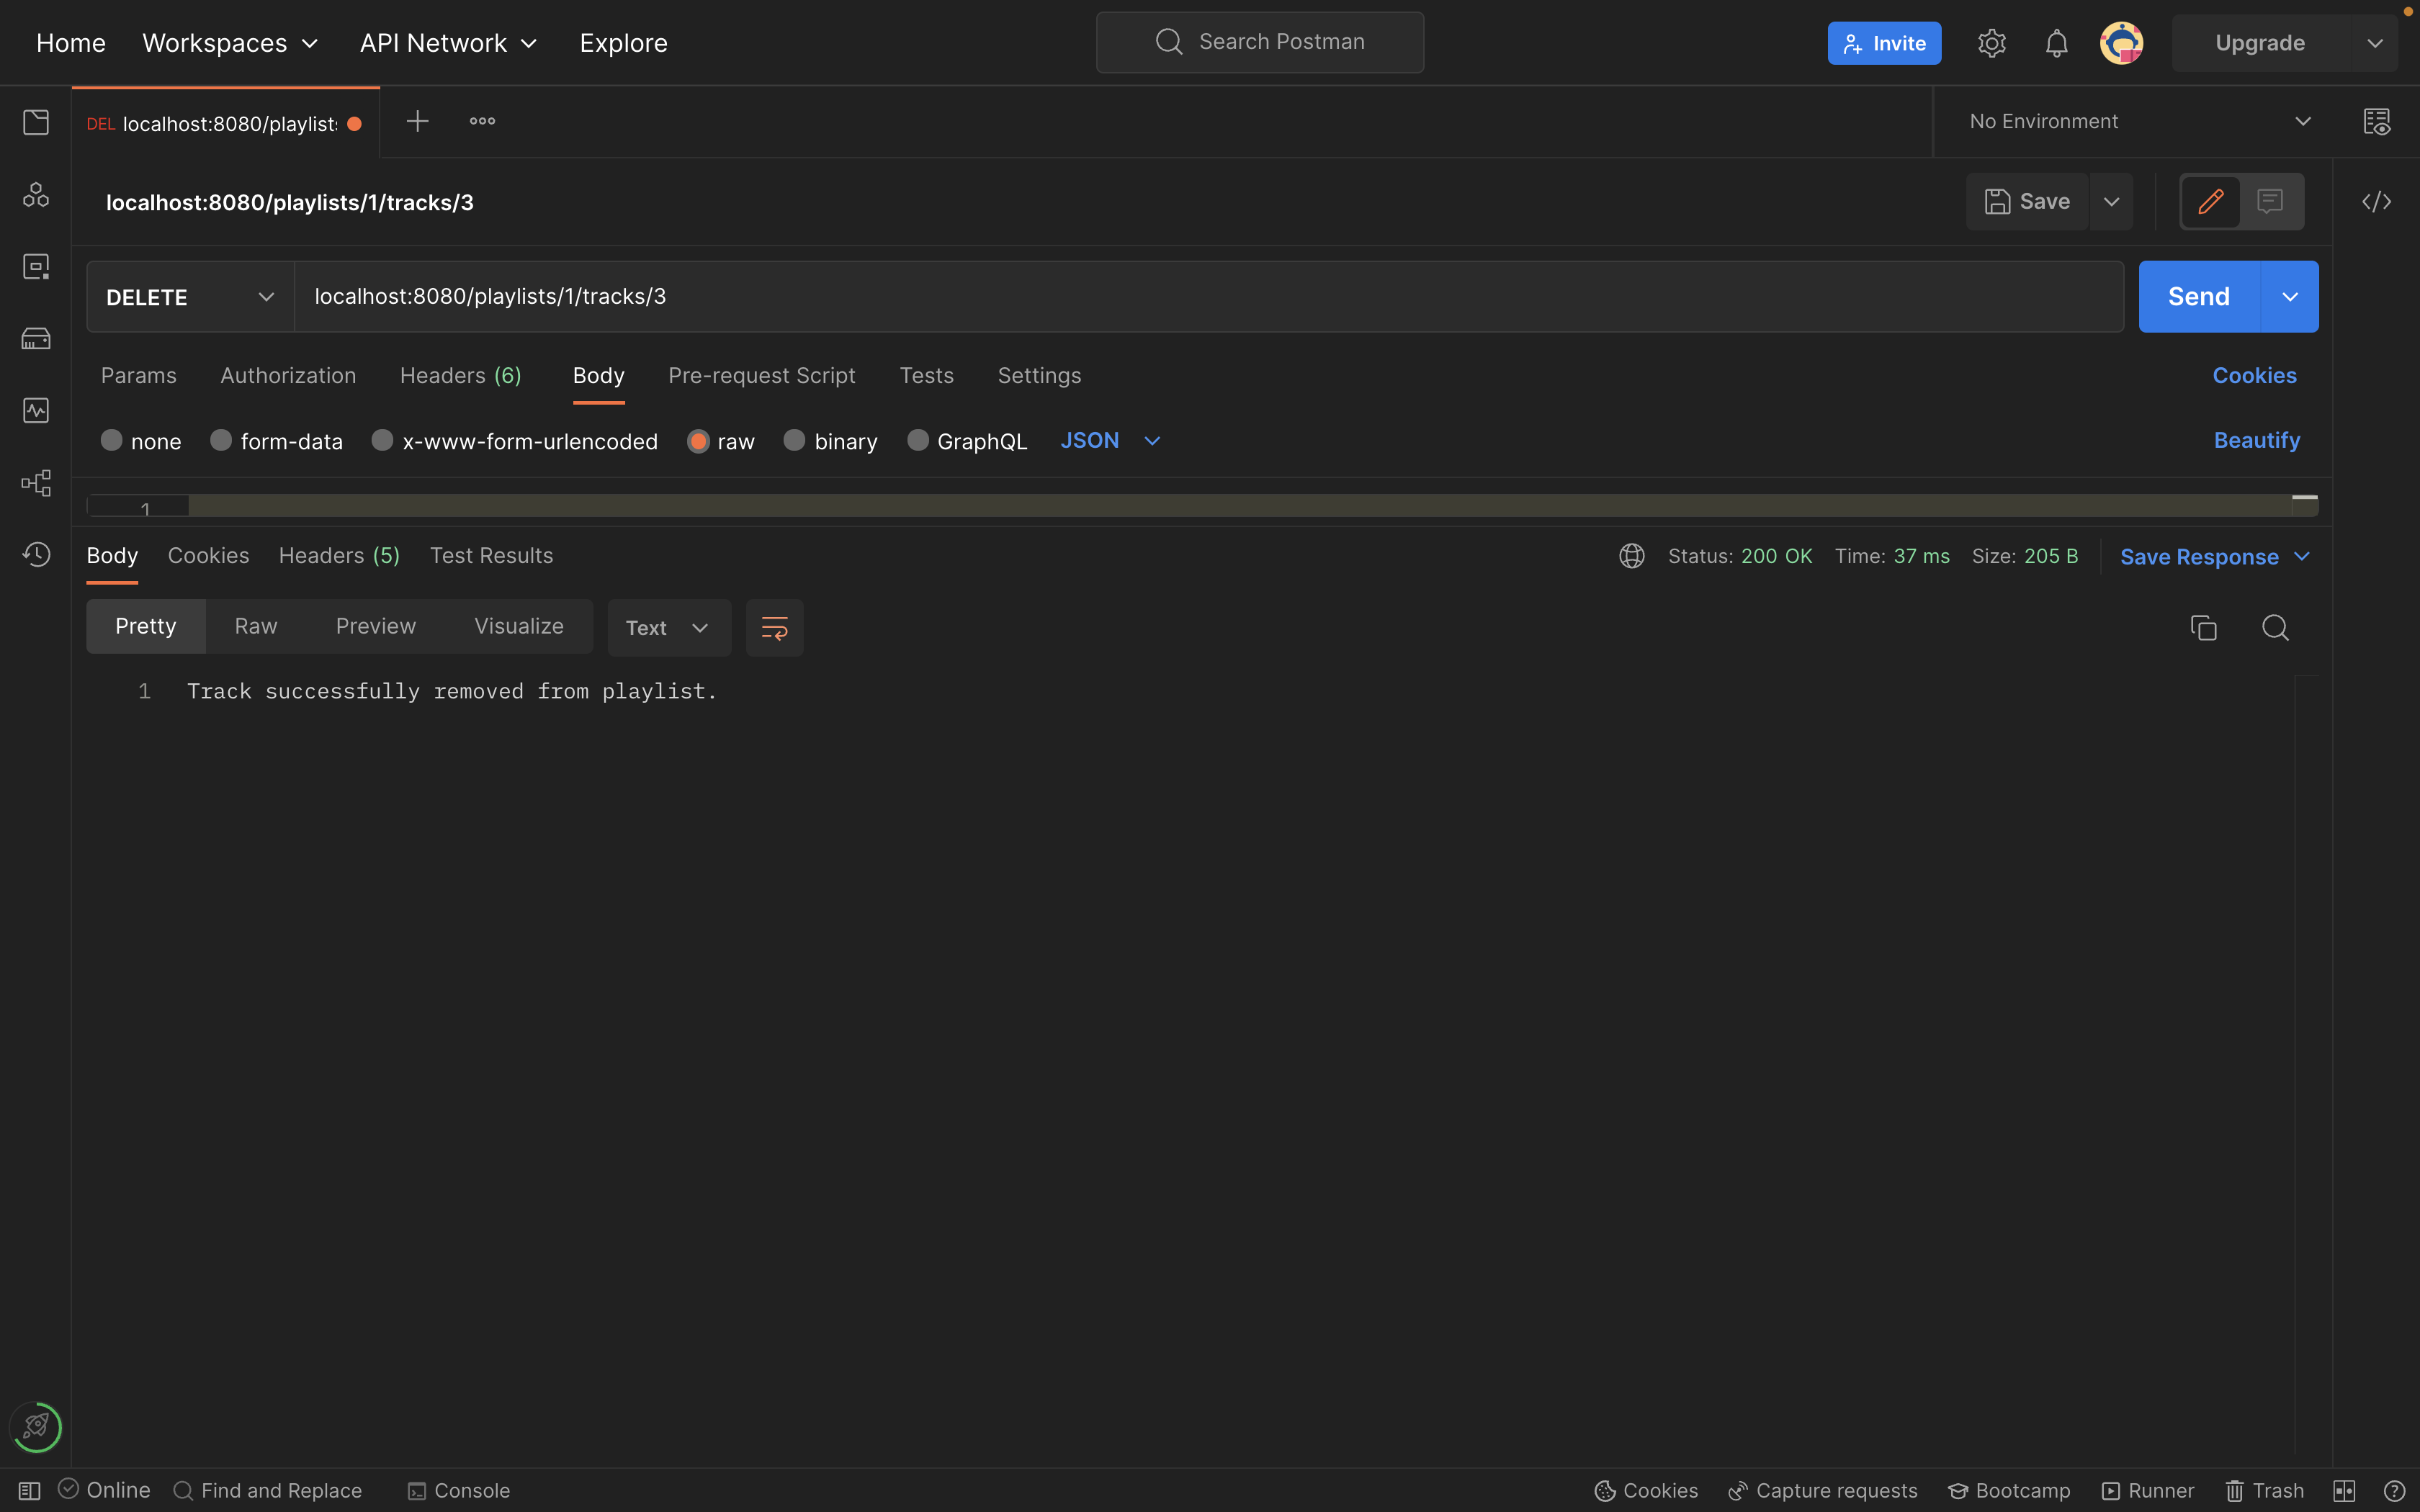 Home Workspaces API Network Explore Search Postman Invite Upgrade
DEL localhost:8080/playlist No Environment
localhost:8080/playlists/1/tracks/3 Save
DELETE localhost:8080/playlists/1/tracks/3 Send
Params Authorization Headers (6) Body Pre-request Script Tests Settings Cookies
none form-data x-www-form-urlencoded raw binary GraphQL JSON Beautify
1
Body Cookies Headers (5) Test Results Status: 200 OK Time: 37 ms Size: 205 B Save Response
Pretty Raw Preview Visualize Text
1 Track successfully removed from playlist.
Online Find and Replace Console Cookies Capture requests Bootcamp Runner Trash